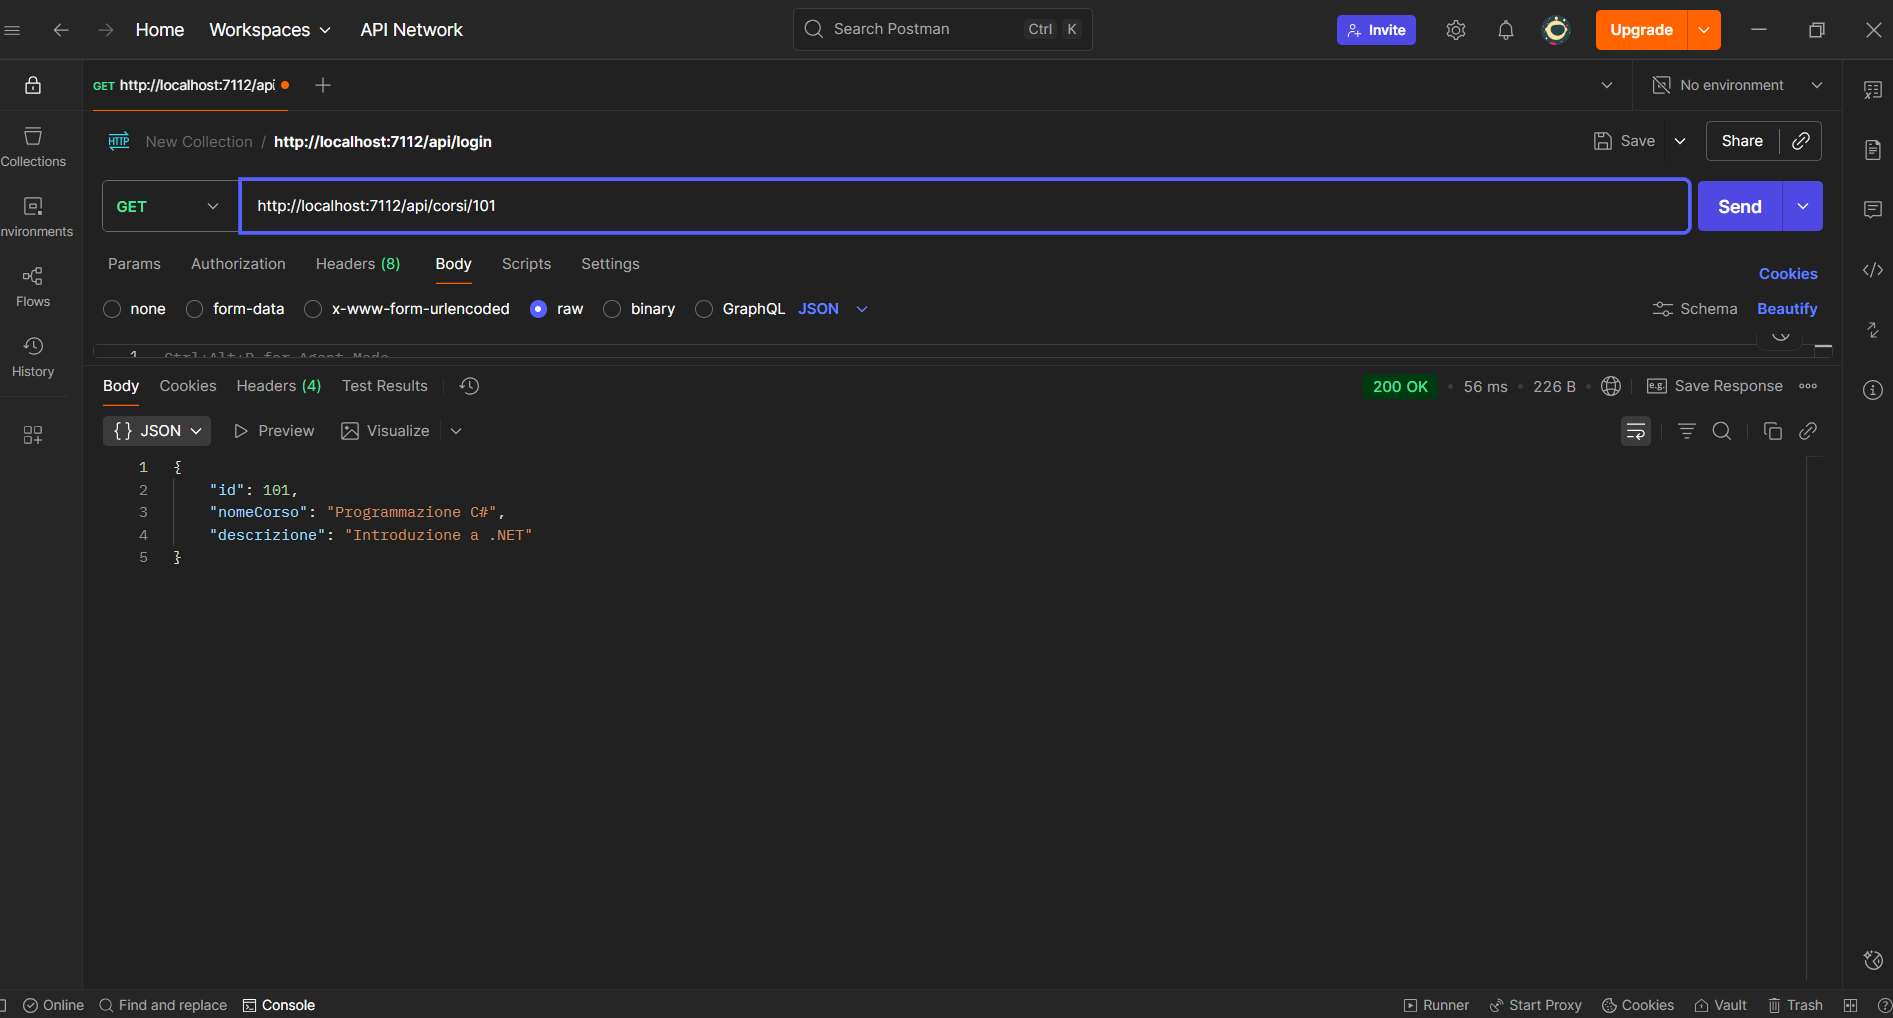 Home Workspaces API Network Search Postman Ctrl K Invite Upgrade
GET http://localhost:7112/api No environment
HTTP New Collection / http://localhost:7112/api/login Save Share
GET http://localhost:7112/api/corsi/101 Send
Params Authorization Headers (8) Body Scripts Settings Cookies
none form-data x-www-form-urlencoded raw binary GraphQL JSON Schema Beautify
1 Ctrl+Alt+P for Agent Mode
Collections
nvironments
Flows
History
Body Cookies Headers (4) Test Results 200 OK • 56 ms • 226 B • e.g. Save Response
{} JSON Preview Visualize
1 {
2 "id": 101,
3 "nomeCorso": "Programmazione C#",
4 "descrizione": "Introduzione a .NET"
5 }
Online Find and replace Console Runner Start Proxy Cookies Vault Trash